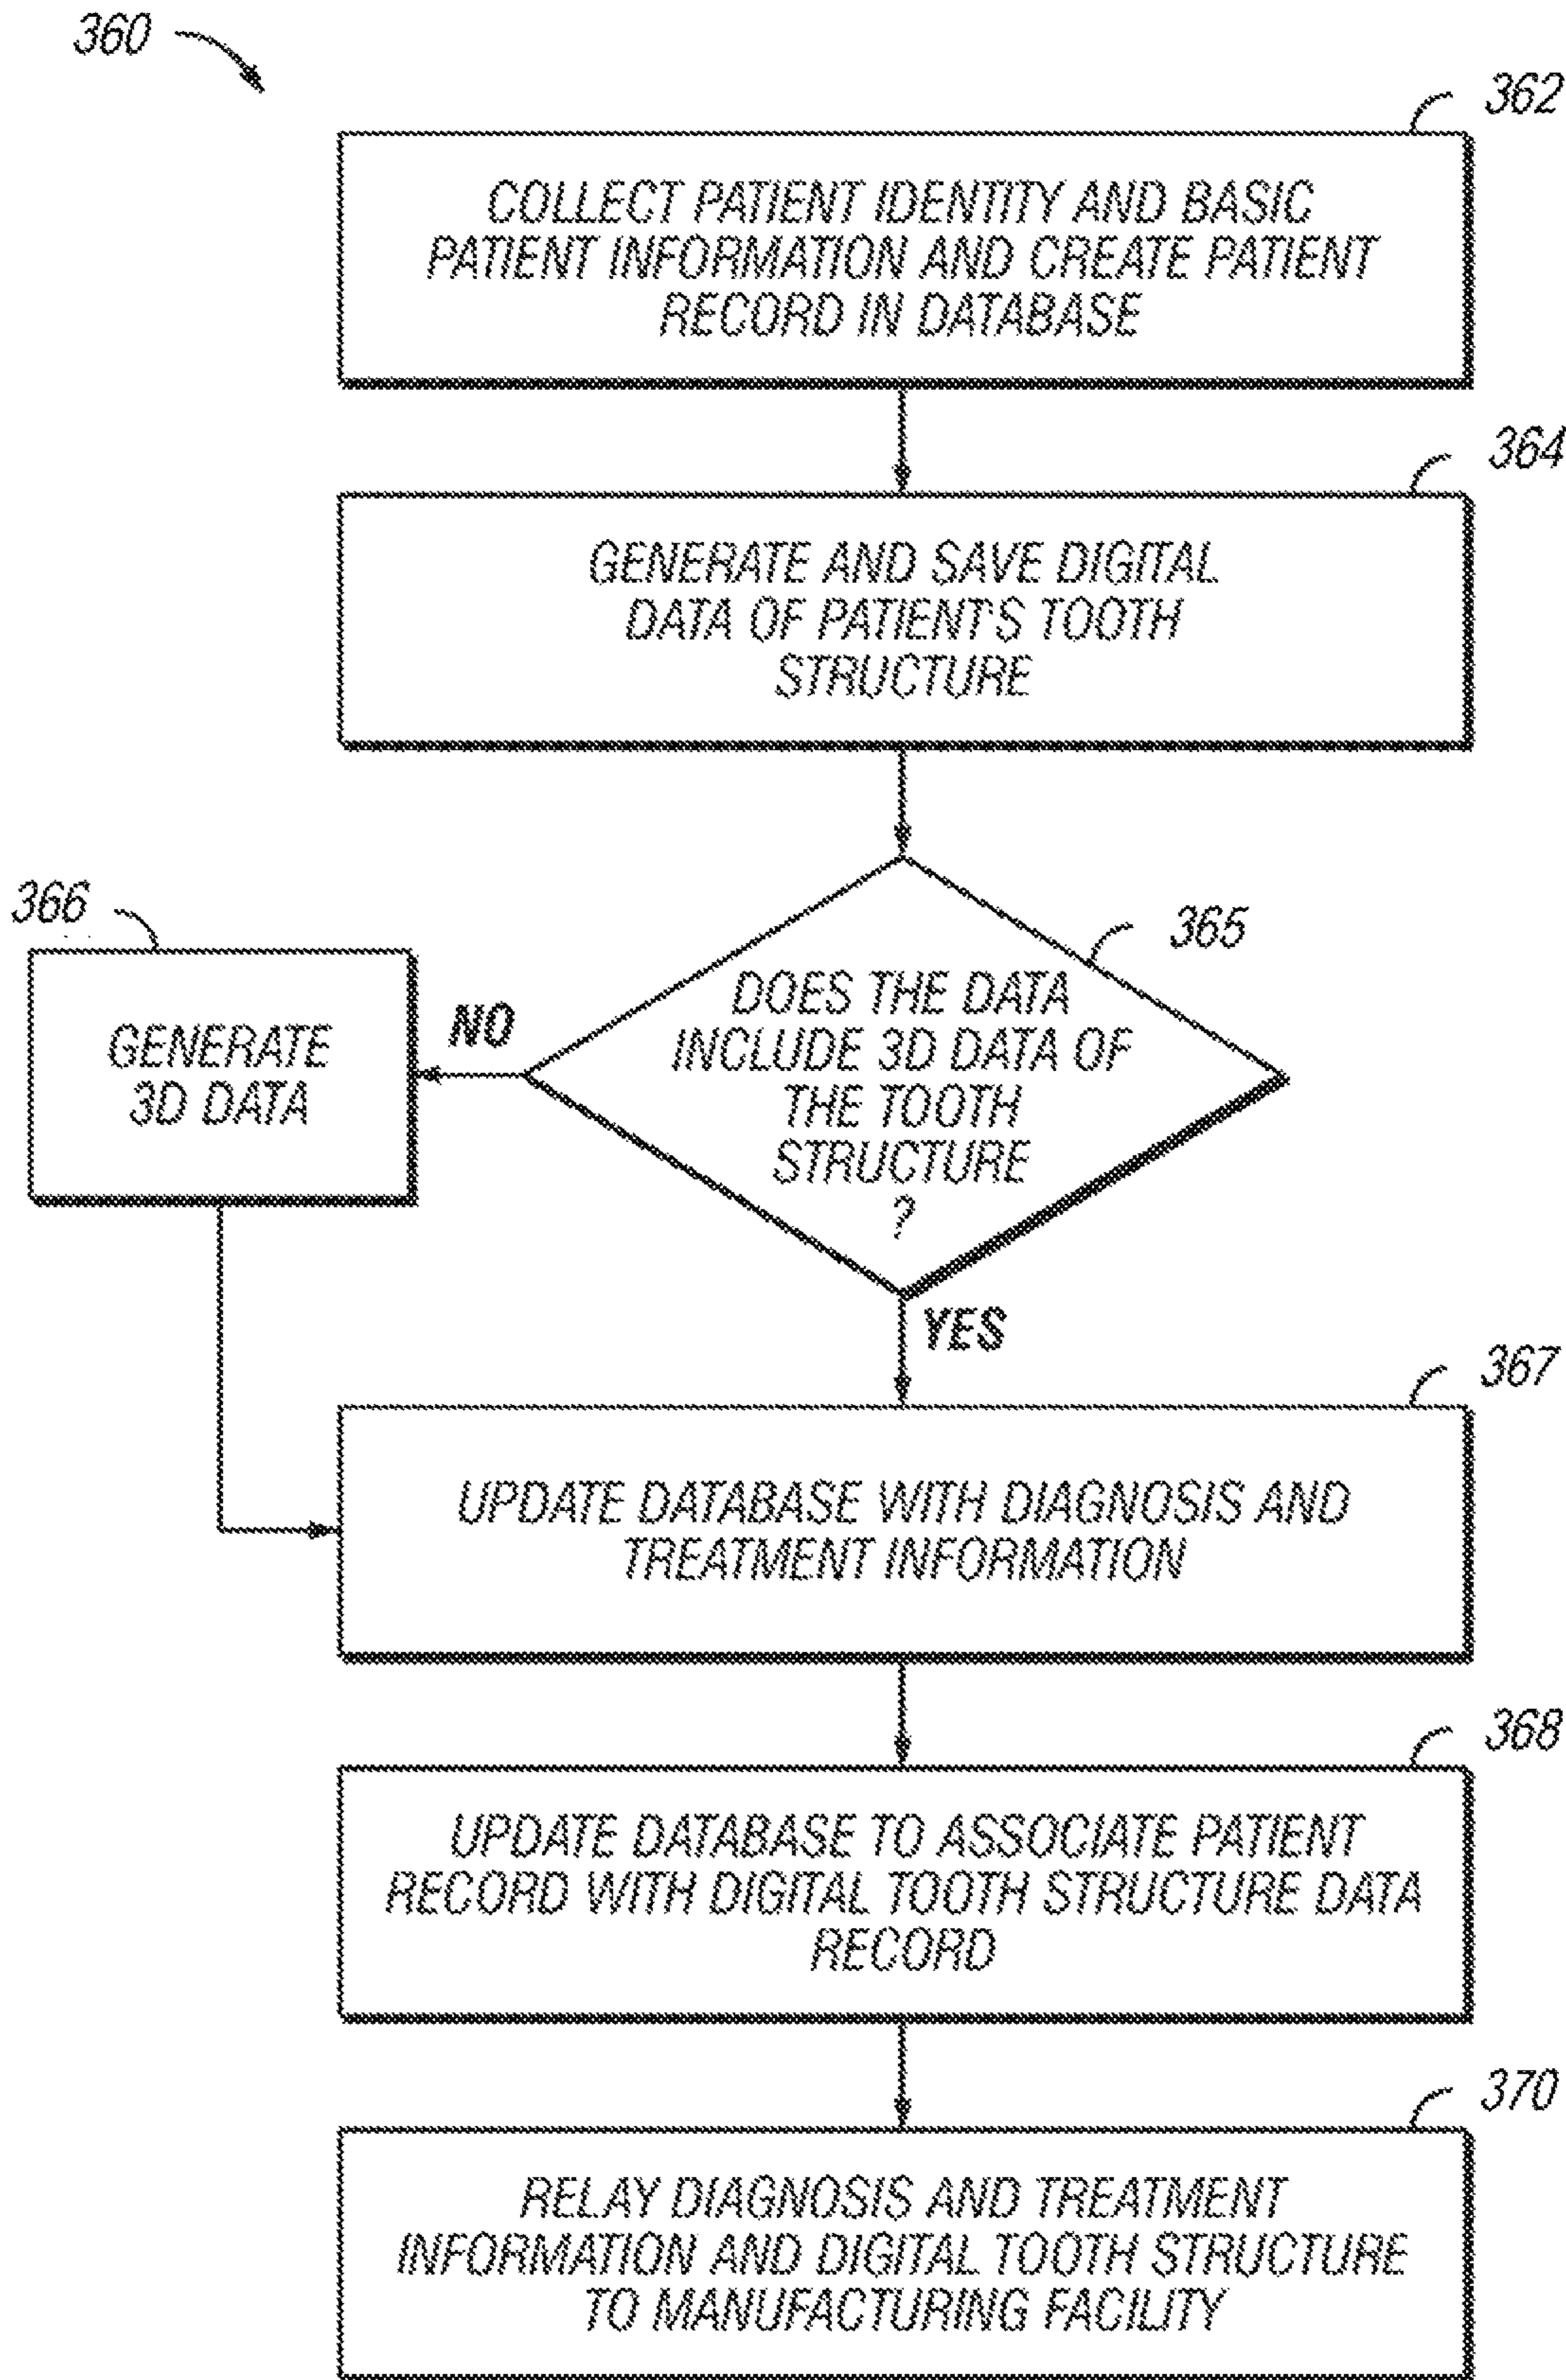 360
362
COLLECT PATIENT IDENTITY AND BASIC
PATIENT INFORMATION AND CREATE PATIENT
RECORD IN DATABASE
364
GENERATE AND SAVE DIGITAL
DATA OF PATIENT'S TOOTH
STRUCTURE
366
GENERATE
3D DATA
NO
365
DOES THE DATA
INCLUDE 3D DATA OF
THE TOOTH
STRUCTURE
?
YES
367
UPDATE DATABASE WITH DIAGNOSIS AND
TREATMENT INFORMATION
368
UPDATE DATABASE TO ASSOCIATE PATIENT
RECORD WITH DIGITAL TOOTH STRUCTURE DATA
RECORD
370
RELAY DIAGNOSIS AND TREATMENT
INFORMATION AND DIGITAL TOOTH STRUCTURE
TO MANUFACTURING FACILITY